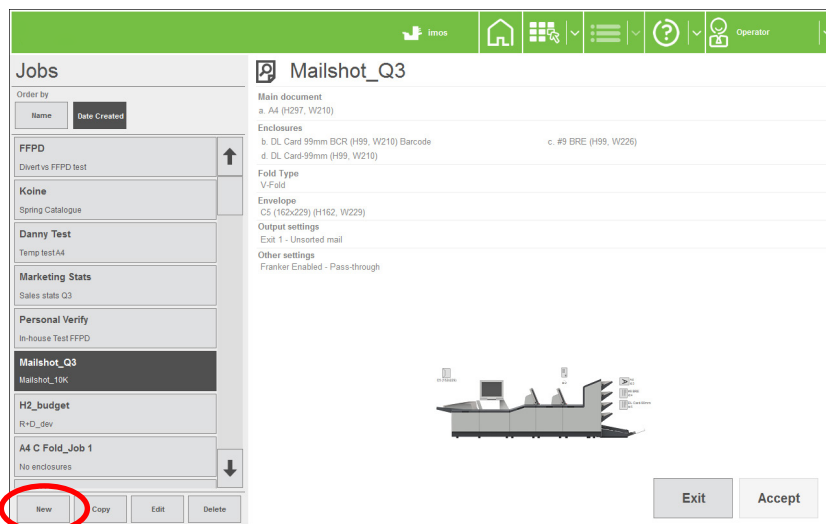 imos
Operator
Jobs
Order by
Name Date Created
FFPD
Divert vs FFPD test
Koine
Spring Catalogue
Danny Test
Temp test A4
Marketing Stats
Sales stats Q3
Personal Verify
In-house Test FFPD
Mailshot_Q3
Mailshot_10K
H2_budget
R+D_dev
A4 C Fold_Job 1
No enclosures
New Copy Edit Delete
Mailshot_Q3
Main document
a. A4 (H297, W210)
Enclosures
b. DL Card 99mm BCR (H99, W210) Barcode c. #9 BRE (H99, W226)
d. DL Card-99mm (H99, W210)
Fold Type
V-Fold
Envelope
C5 (162x229) (H162, W229)
Output settings
Exit 1 - Unsorted mail
Other settings
Franker Enabled - Pass-through
Exit Accept